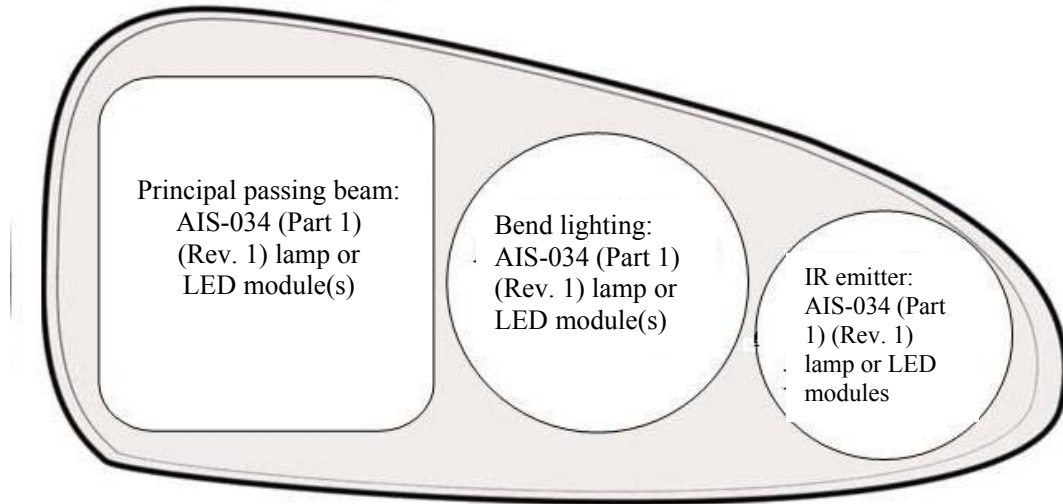 Principal passing beam:
AIS-034 (Part 1)
(Rev. 1) lamp or
LED module(s)
Bend lighting:
AIS-034 (Part 1)
(Rev. 1) lamp or
LED module(s)
IR emitter:
AIS-034 (Part
1) (Rev. 1)
lamp or LED
modules